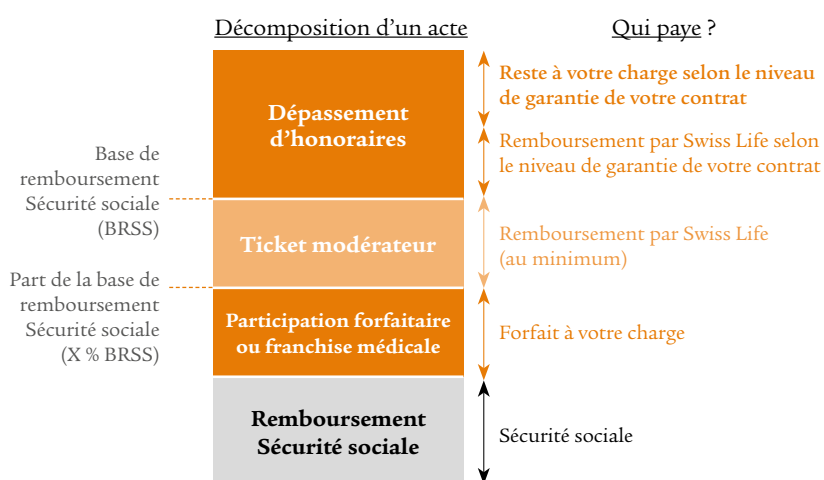 Décomposition d'un acte
Qui paye ?
Dépassement
d'honoraires
Reste à votre charge selon le niveau
de garantie de votre contrat
Remboursement par Swiss Life selon
le niveau de garantie de votre contrat
Base de
remboursement
Sécurité sociale
(BRSS)
Ticket modérateur
Remboursement par Swiss Life
(au minimum)
Part de la base de
remboursement
Sécurité sociale
(X % BRSS)
Participation forfaitaire
ou franchise médicale
Forfait à votre charge
Remboursement
Sécurité sociale
Sécurité sociale